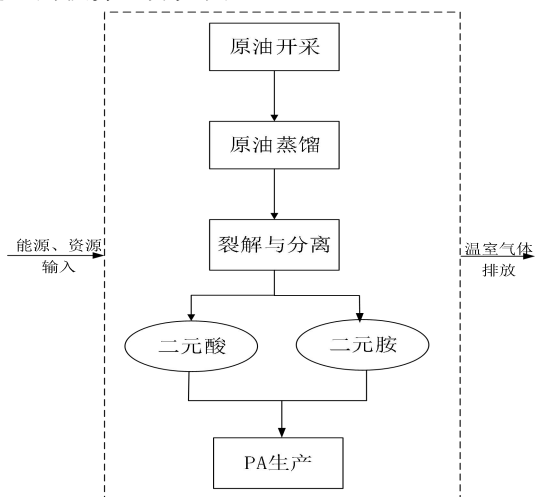 原油开采
原油蒸馏
能源、资源
输入
裂解与分离
温室气体
排放
二元酸
二元胺
PA生产